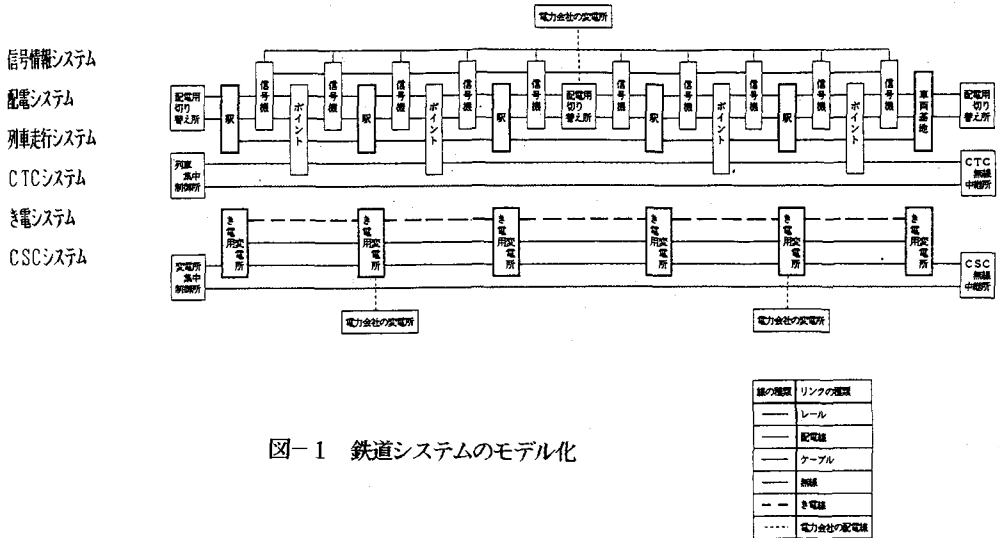 電力会社の変電所
信号情報システム
配電システム
列車走行システム
CTCシステム
き電システム
CSCシステム
配電用
切り
替え所
駅
信号機
ポイント
信号機
駅
信号機
ポイント
信号機
駅
信号機
配電用
切り
替え所
信号機
駅
信号機
ポイント
信号機
駅
信号機
ポイント
信号機
車両基地
配電用
切り
替え所
列車
集中
制御所
CTC
無線
中継所
き電用変電所
き電用変電所
き電用変電所
き電用変電所
き電用変電所
き電用変電所
変電所
集中
制御所
CSC
無線
中継所
電力会社の変電所
電力会社の変電所
図-1 鉄道システムのモデル化
線の種類 リンクの種類
レール
配電線
ケーブル
無線
き電線
電力会社の配電線